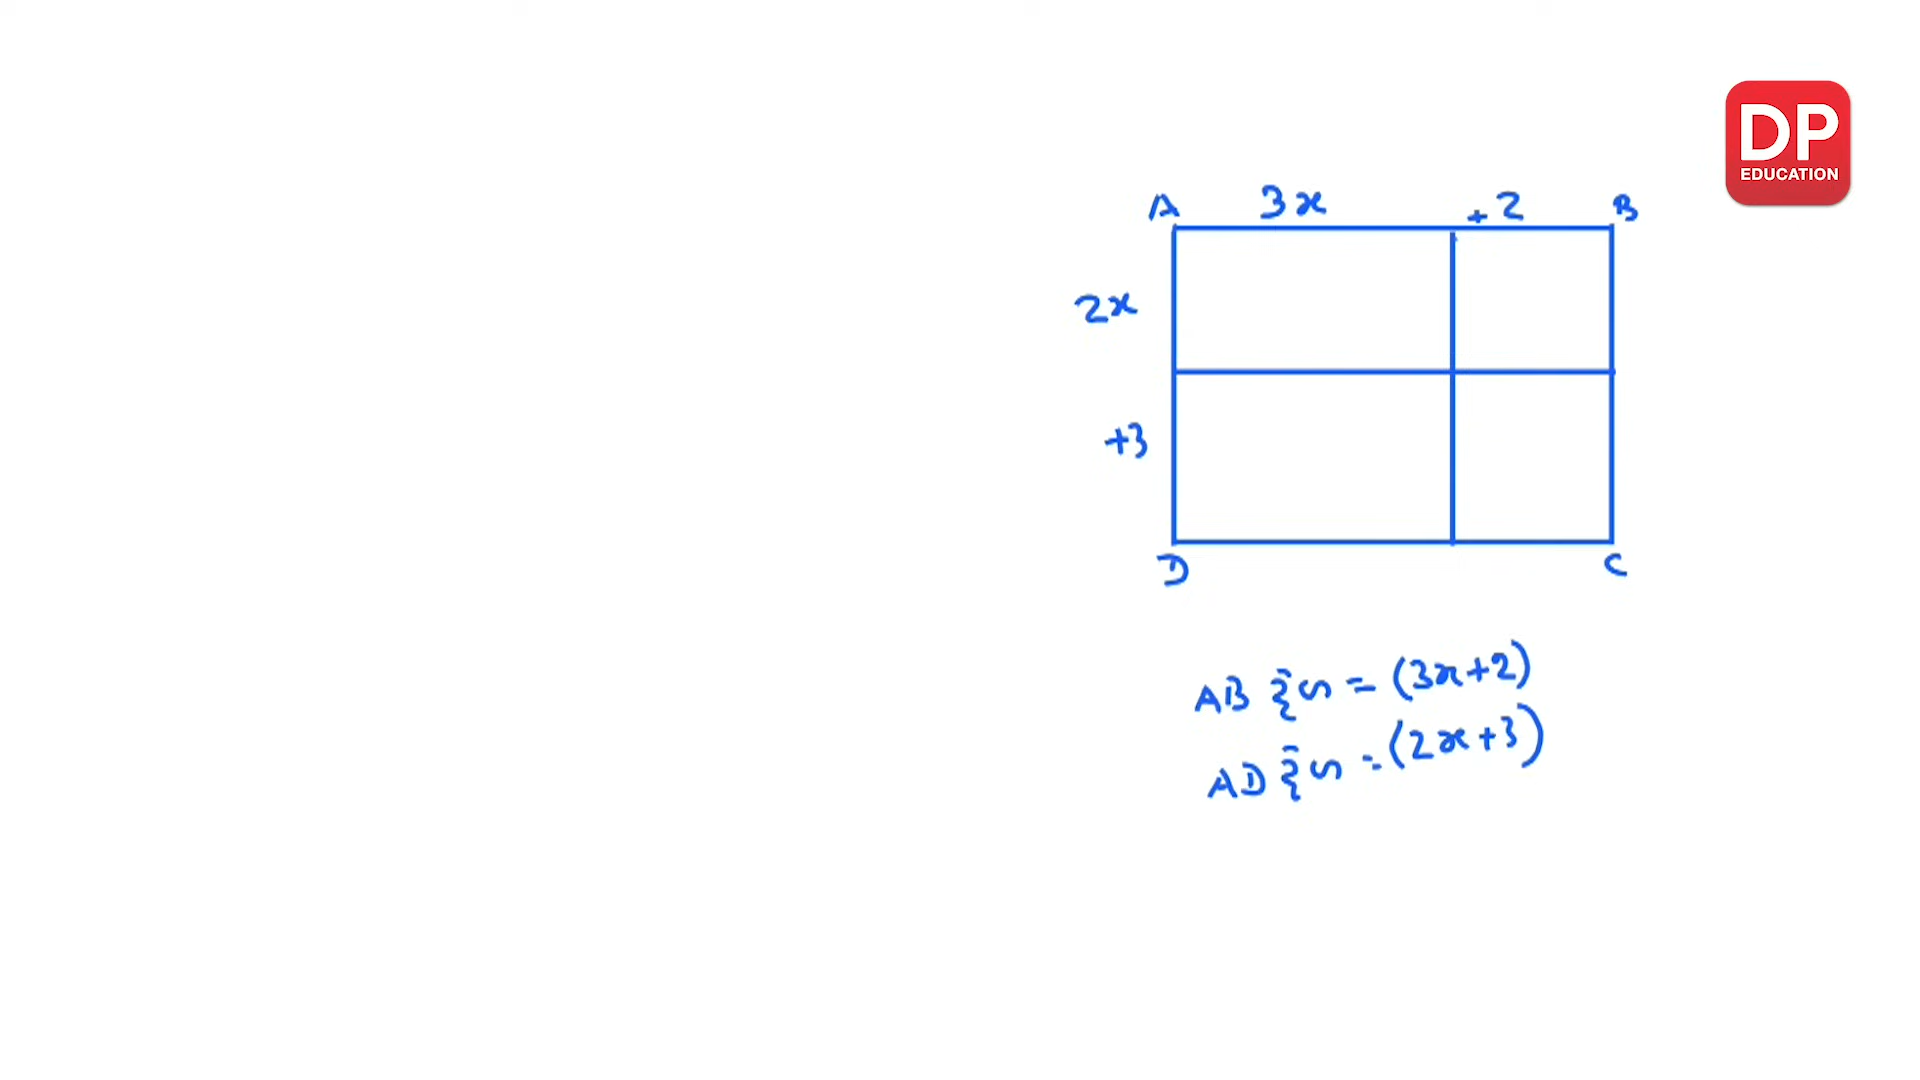 DP
EDUCATION
A 3x +2 B
2x
+3
D C
AB දිග = (3x+2)
AD දිග = (2x+3)